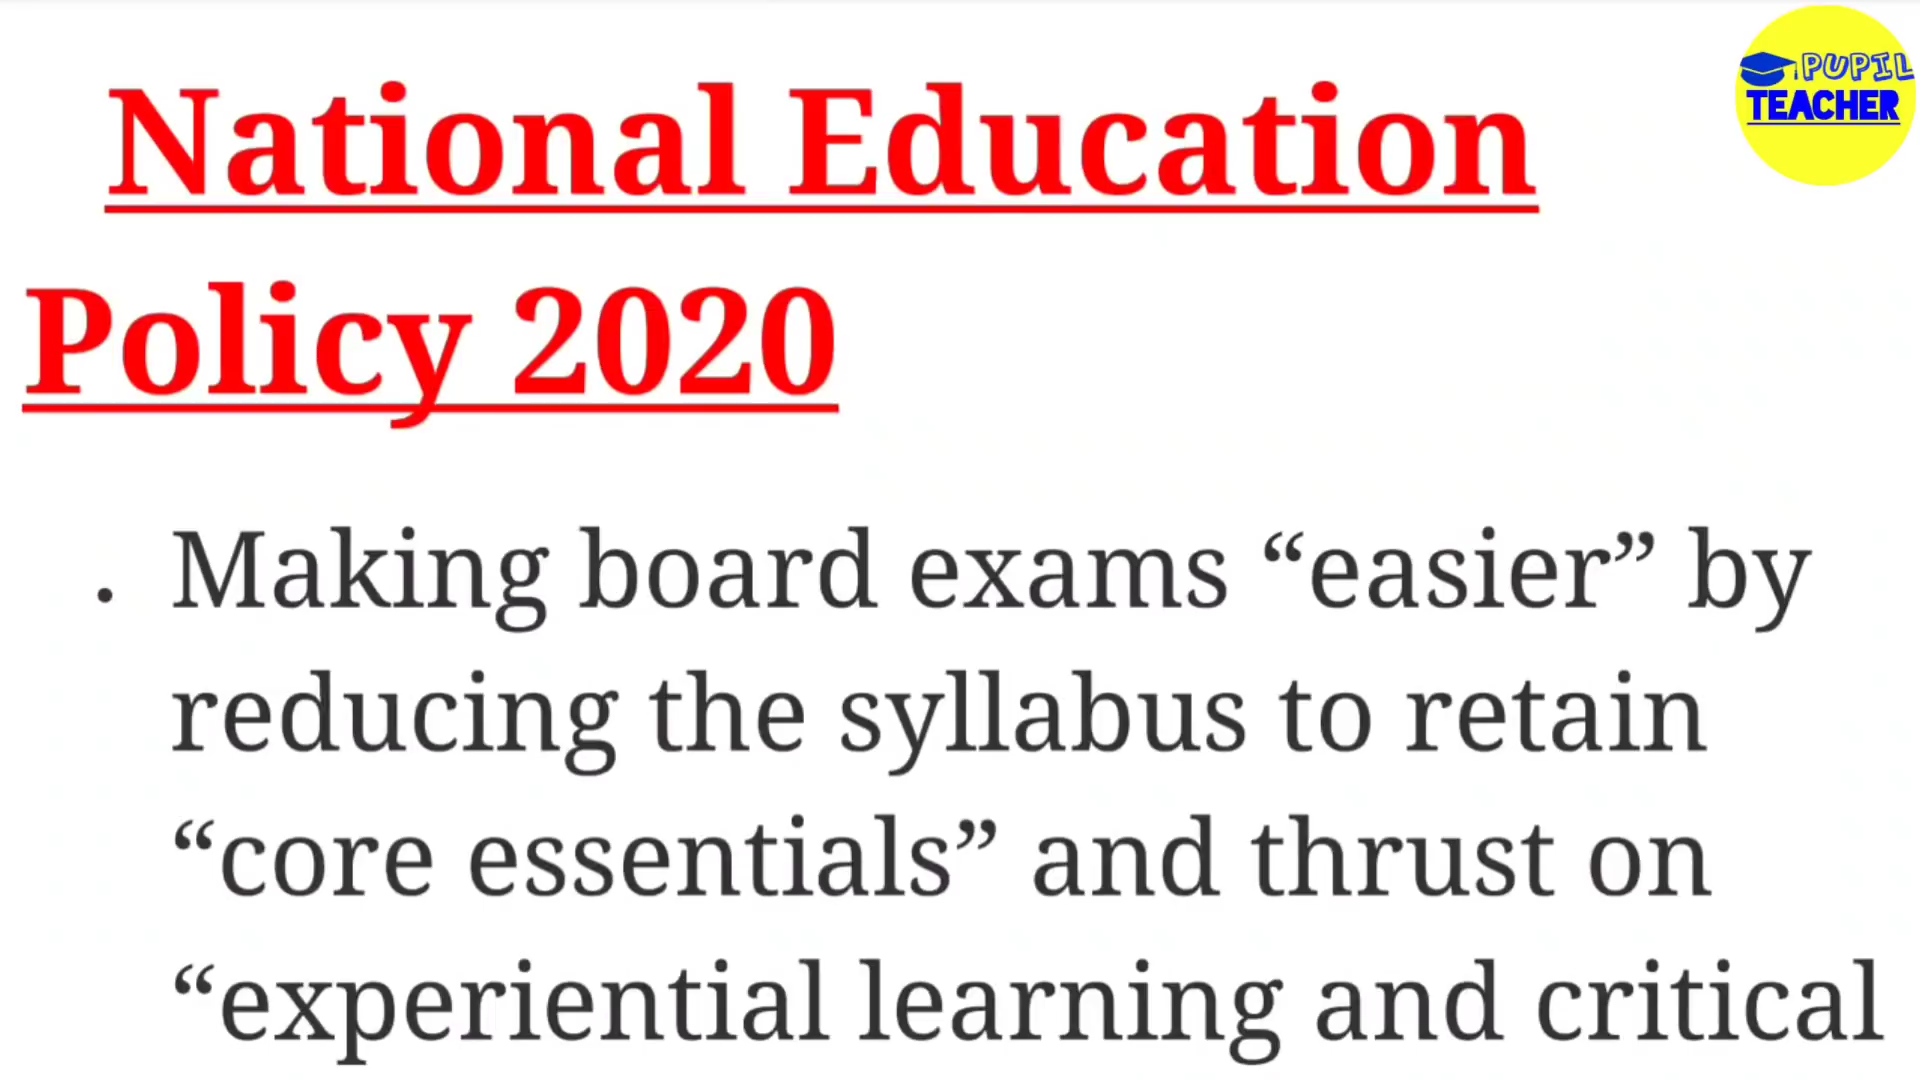 PUPIL
TEACHER
National Education
Policy 2020
. Making board exams “easier” by
reducing the syllabus to retain
“core essentials” and thrust on
“experiential learning and critical